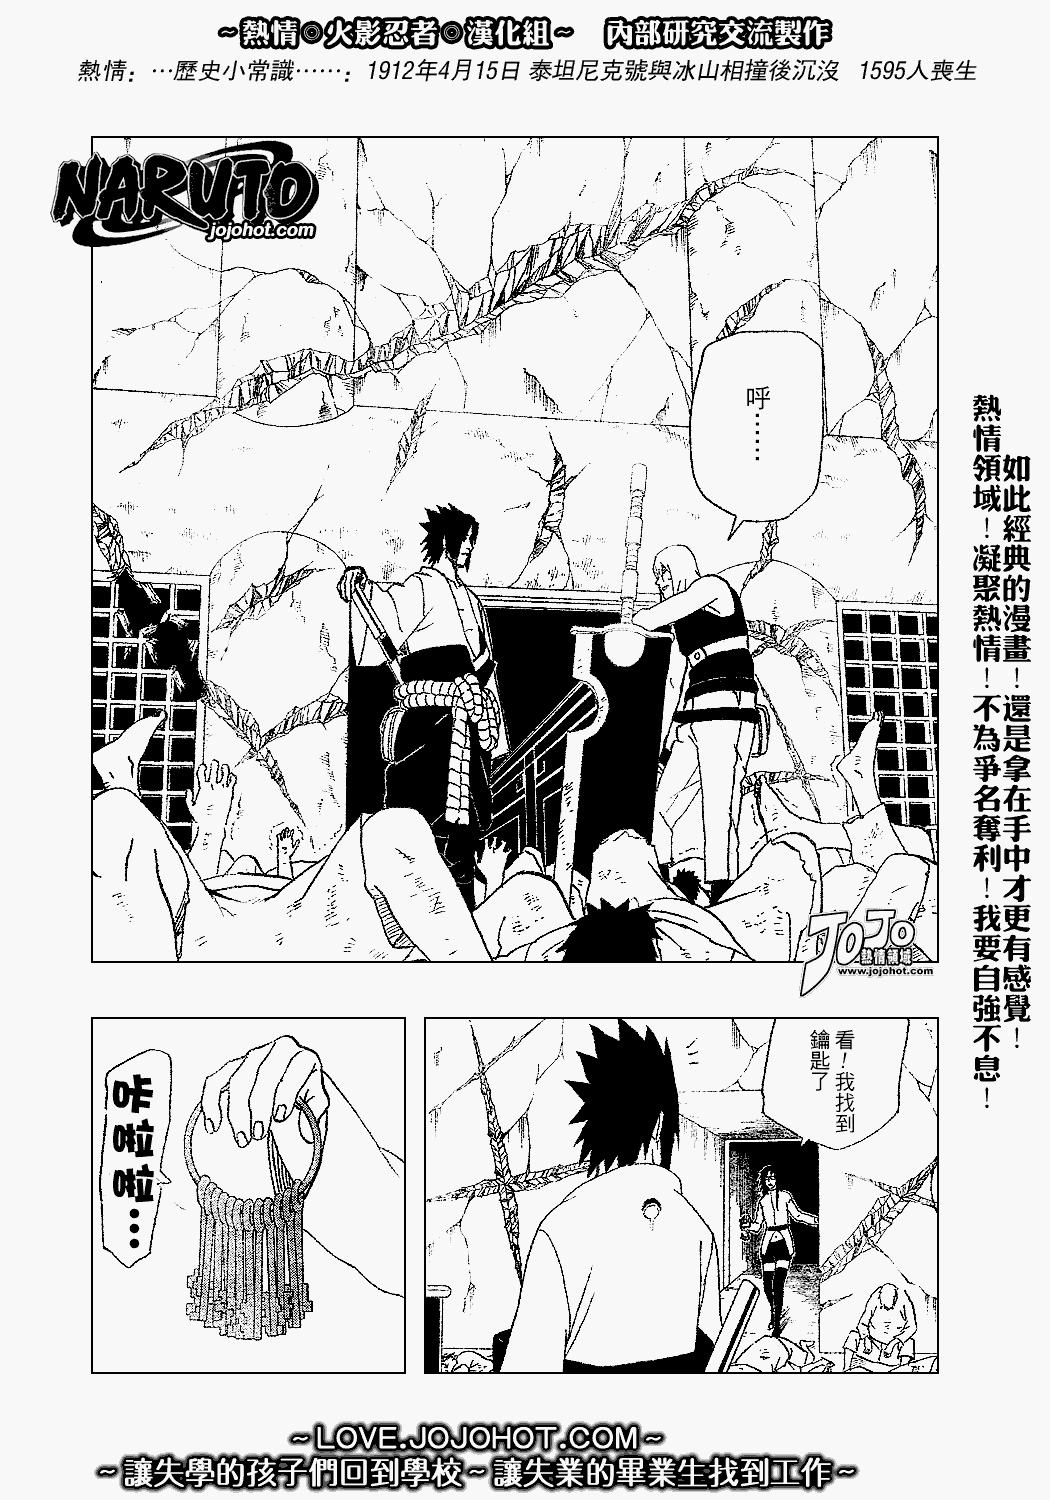 ~熱情◎火影忍者◎漢化組~ 內部研究交流製作
熱情：…歷史小常識……：1912年4月15日 泰坦尼克號與冰山相撞後沉沒 1595人喪生
NARUTO
jojohot.com
呼……
如此經典的漫畫！還是拿在手中才更有感覺！
熱情領域！凝聚熱情！不為爭名奪利！我要自強不息！
JOJO
熱情領域
www.jojohot.com
看！我找到
鑰匙了
~LOVE.JOJOHOT.COM~
~讓失學的孩子們回到學校~讓失業的畢業生找到工作~